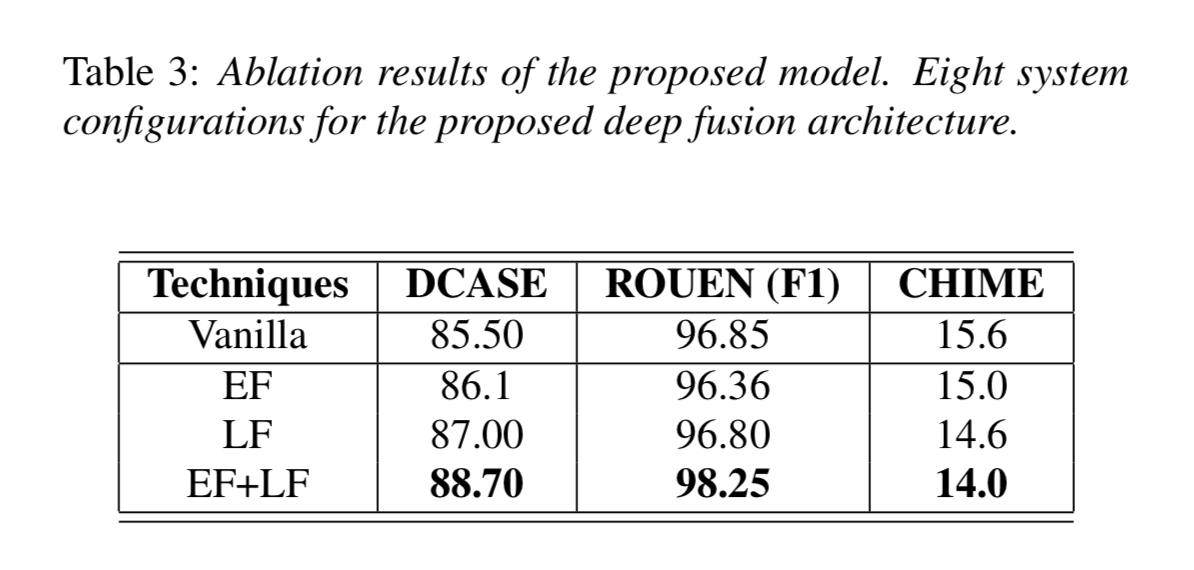 Table 3: Ablation results of the proposed model. Eight system
configurations for the proposed deep fusion architecture.
Techniques DCASE ROUEN (F1) CHIME
Vanilla 85.50 96.85 15.6
EF 86.1 96.36 15.0
LF 87.00 96.80 14.6
EF+LF 88.70 98.25 14.0